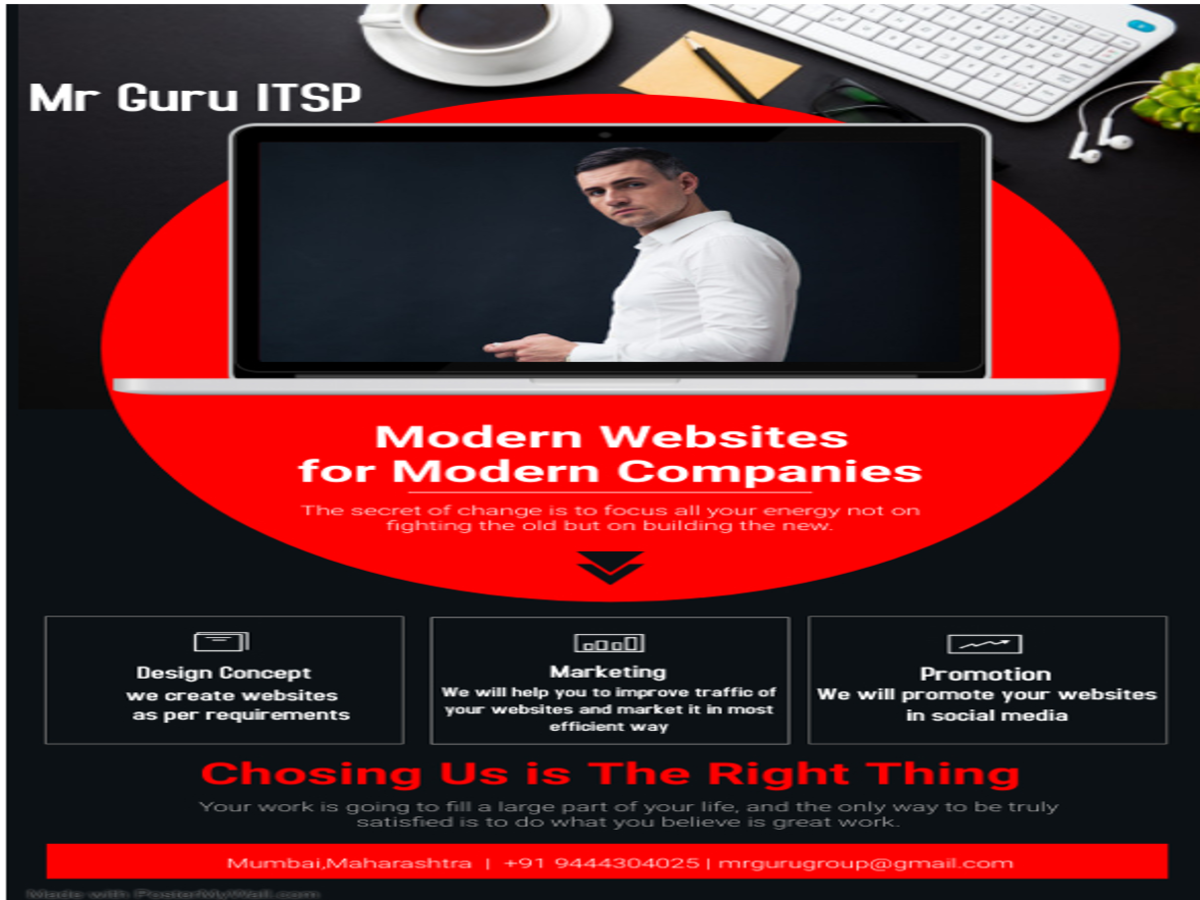 Mr Guru ITSP
Modern Websites
for Modern Companies
The secret of change is to focus all your energy not on
fighting the old but on building the new.
Design Concept
we create websites
as per requirements
Marketing
We will help you to improve traffic of
your websites and market it in most
efficient way
Promotion
We will promote your websites
in social media
Chosing Us is The Right Thing
Your work is going to fill a large part of your life, and the only way to be truly
satisfied is to do what you believe is great work.
Mumbai,Maharashtra | +91 9444304025 | mrgurugroup@gmail.com
Made with PosterMyWall.com